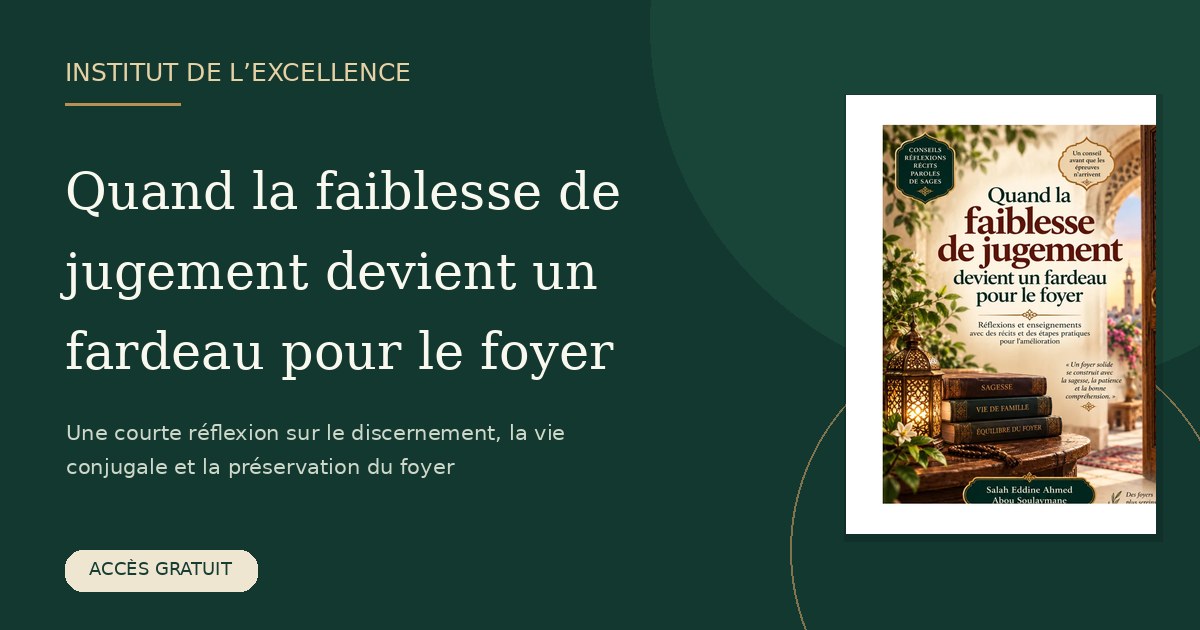 INSTITUT DE L’EXCELLENCE
Quand la faiblesse de
jugement devient un
fardeau pour le foyer
Une courte réflexion sur le discernement, la vie
conjugale et la préservation du foyer
ACCÈS GRATUIT
CONSEILS
RÉFLEXIONS
RÉCITS
PAROLES
DE SAGES
Un conseil
avant que les
épreuves
n'arrivent
Quand la
faiblesse
de jugement
devient un fardeau
pour le foyer
Réflexions et enseignements
avec des récits et des étapes pratiques
pour l'amélioration
« Un foyer solide
se construit avec
la sagesse, la patience
et la bonne
compréhension. »
SAGESSE
VIE DE FAMILLE
ÉQUILIBRE DU FOYER
Salah Eddine Ahmed
Abou Soulaymane
Des foyers